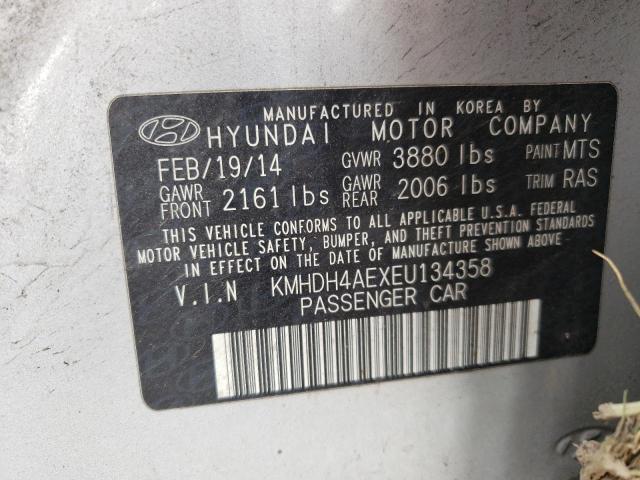 MANUFACTURED IN KOREA BY
HYUNDAI MOTOR COMPANY
FEB/19/14 GVWR 3880 lbs PAINT MTS
GAWR FRONT 2161 lbs GAWR REAR 2006 lbs TRIM RAS
THIS VEHICLE CONFORMS TO ALL APPLICABLE U.S.A. FEDERAL
MOTOR VEHICLE SAFETY, BUMPER, AND THEFT PREVENTION STANDARDS
IN EFFECT ON THE DATE OF MANUFACTURE SHOWN ABOVE.
V.I.N KMHDH4AEXEU134358
PASSENGER CAR